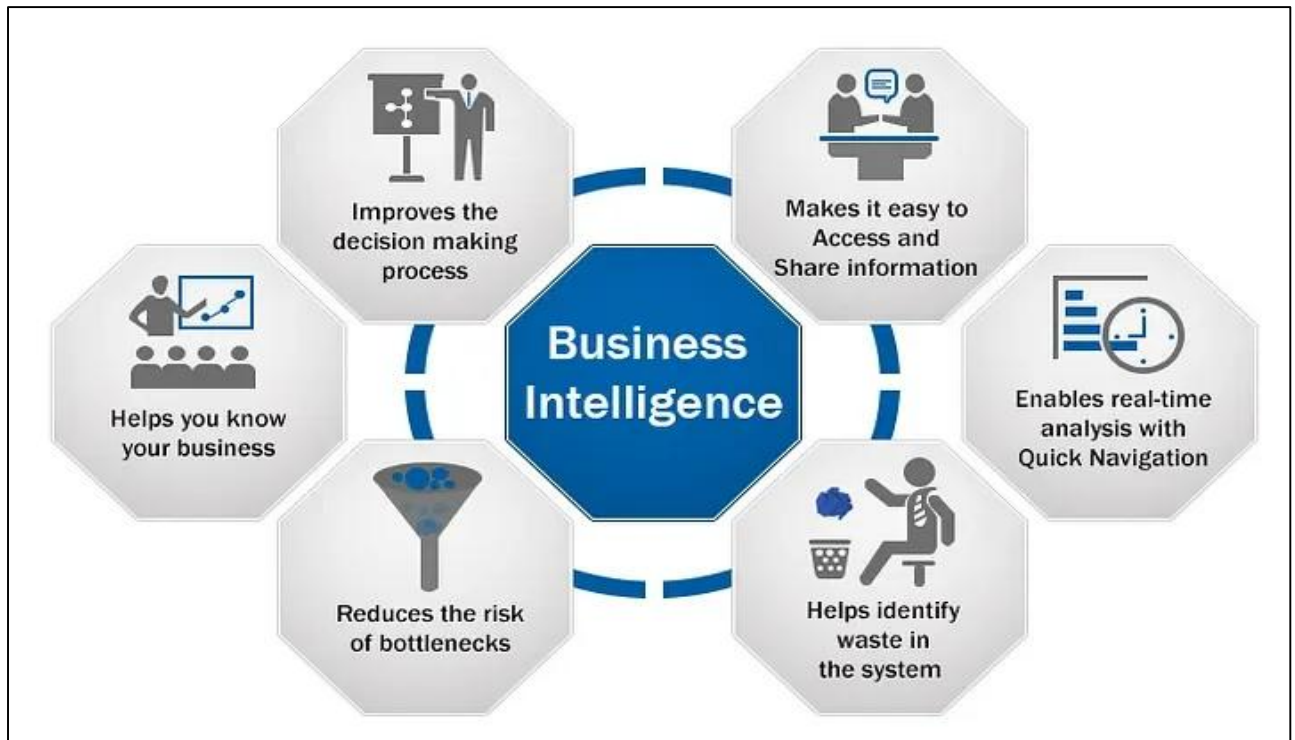 Improves the
decision making
process
Makes it easy to
Access and
Share information
Helps you know
your business
Business
Intelligence
Enables real-time
analysis with
Quick Navigation
Reduces the risk
of bottlenecks
Helps identify
waste in
the system